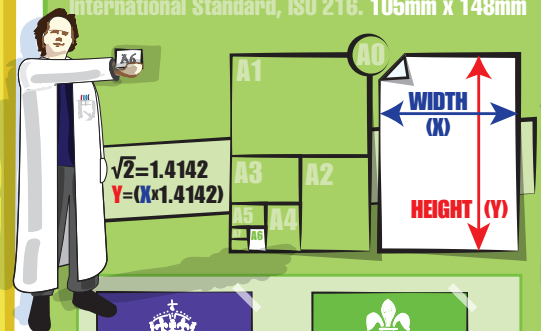 International Standard, ISO 216. 105mm x 148mm
A6
A0
A1
WIDTH
(X)
√2=1.4142
Y=(Xx1.4142)
A3
A2
A5
A4
HEIGHT (Y)
A6